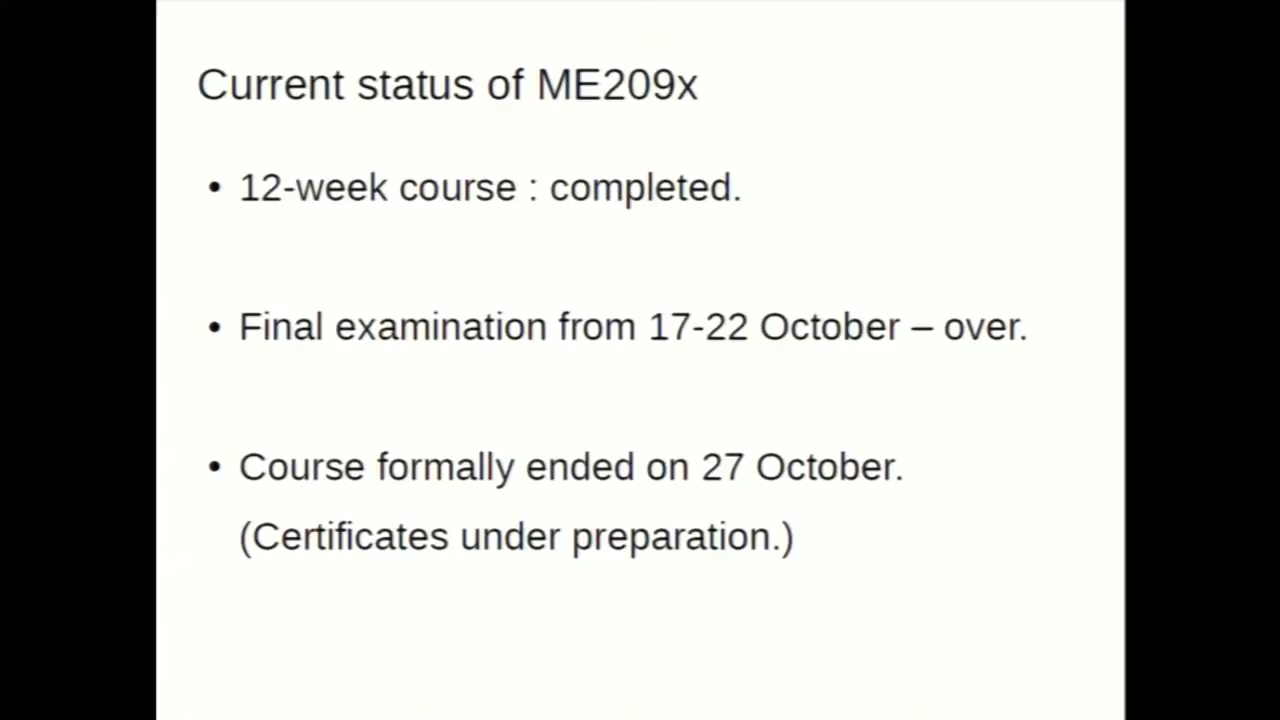 Current status of ME209x
• 12-week course : completed.
• Final examination from 17-22 October – over.
• Course formally ended on 27 October.
(Certificates under preparation.)